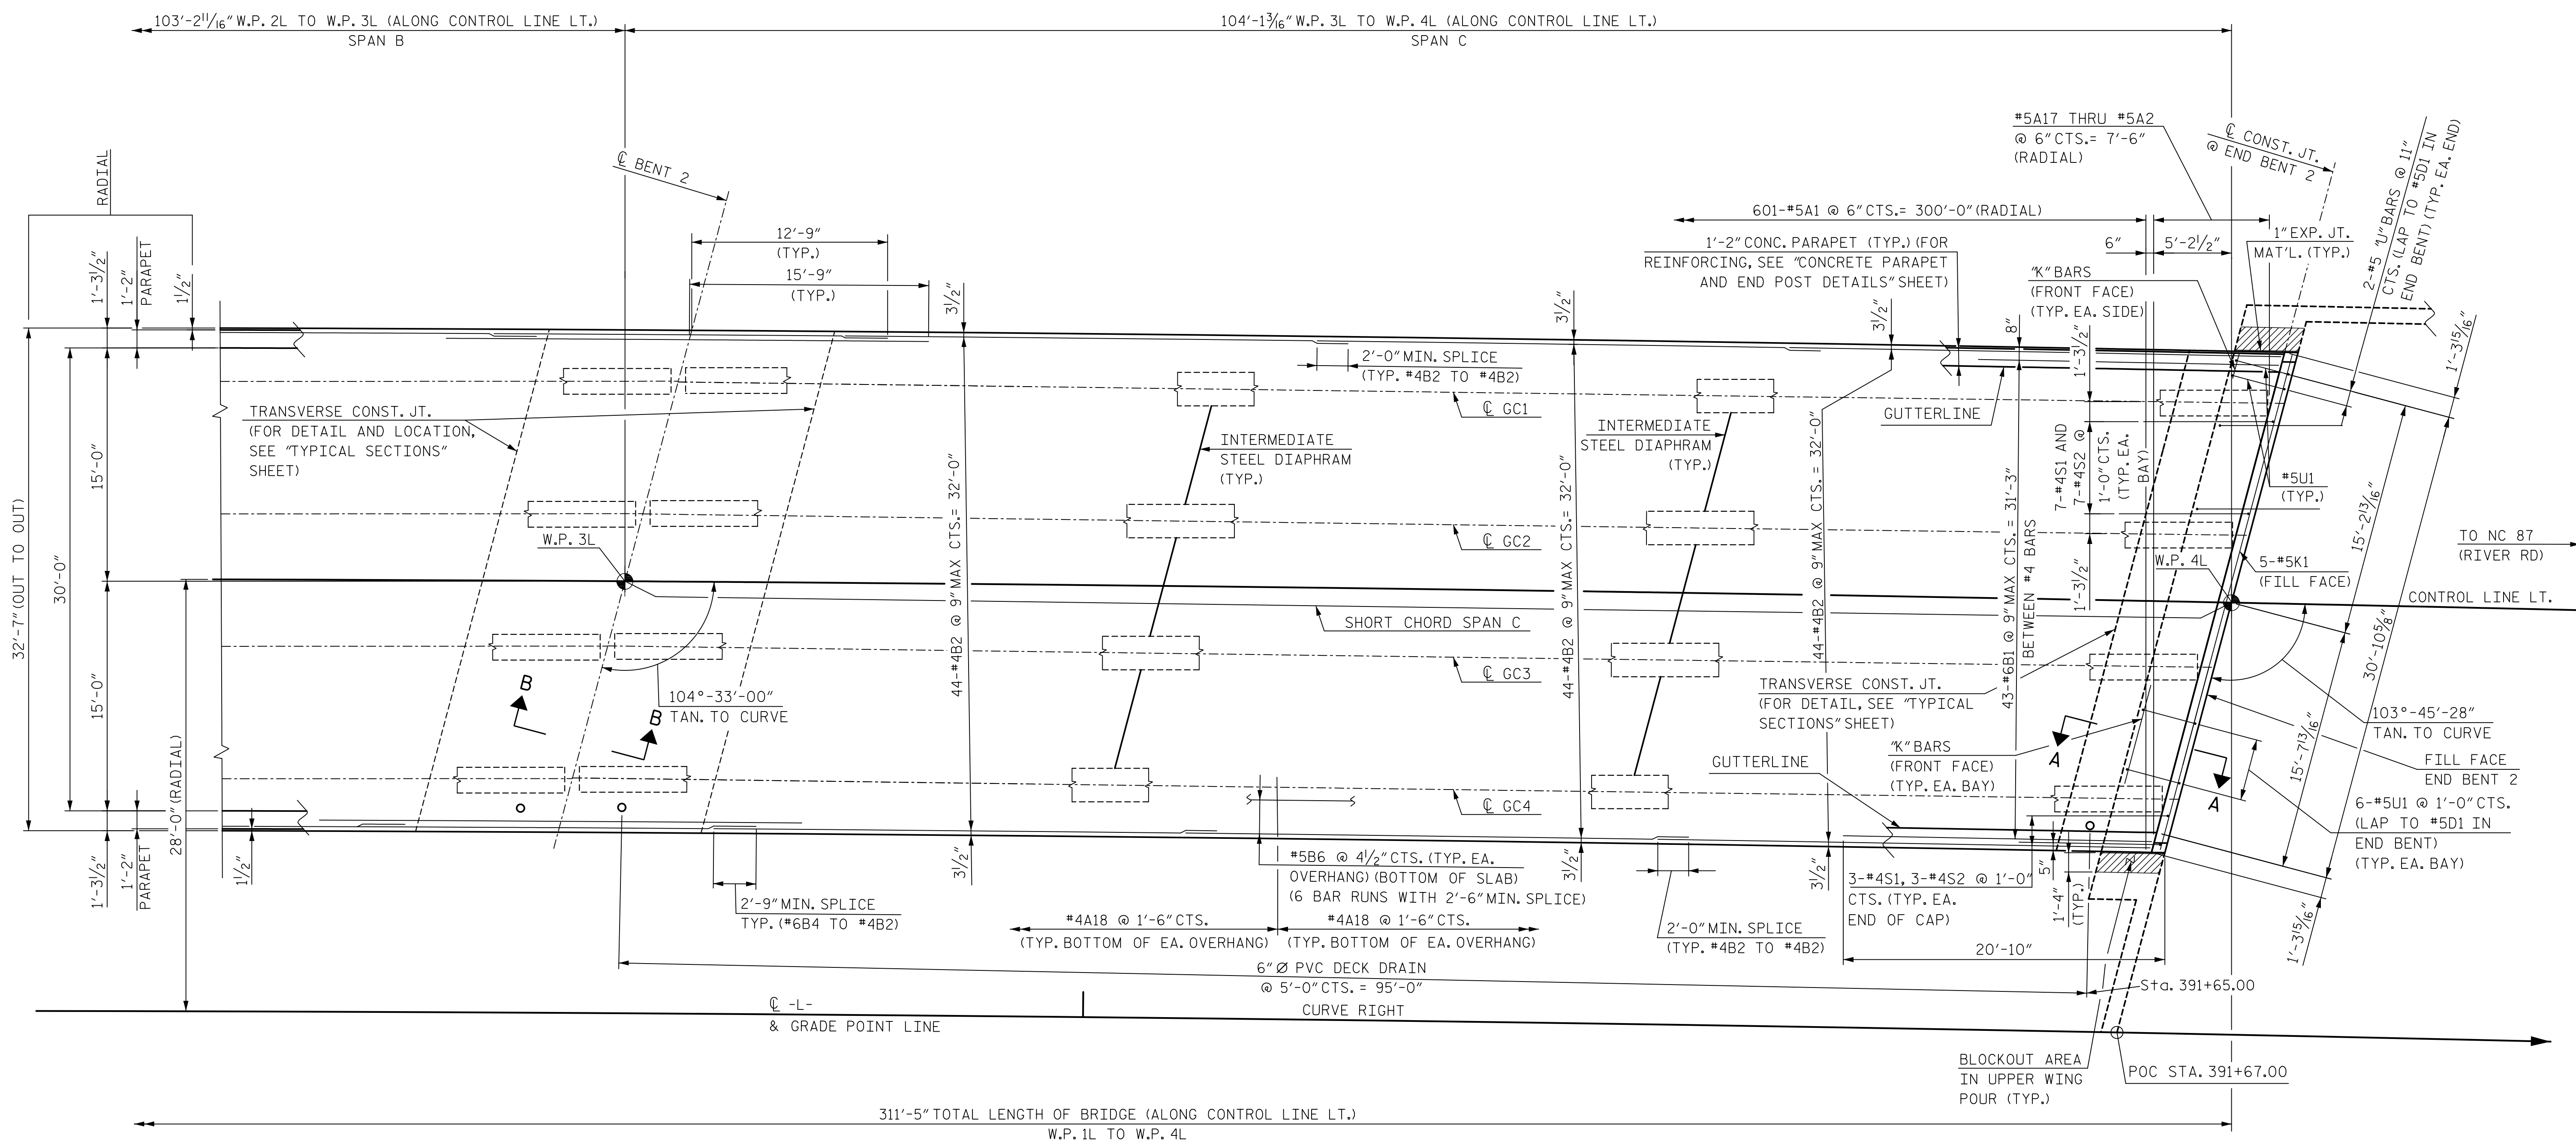 103'-2 11/16" W.P. 2L TO W.P. 3L (ALONG CONTROL LINE LT.)
SPAN B
104'-1 3/16" W.P. 3L TO W.P. 4L (ALONG CONTROL LINE LT.)
SPAN C
RADIAL
1'-3 1/2"
1'-2"
PARAPET
1 1/2"
℄ BENT 2
12'-9"
(TYP.)
15'-9"
(TYP.)
3 1/2"
3 1/2"
3 1/2"
8"
#5A17 THRU #5A2
@ 6" CTS.= 7'-6"
(RADIAL)
℄ CONST. JT.
@ END BENT 2
2-#5 "U" BARS @ 11"
CTS. (LAP TO #5D1 IN
END BENT) (TYP. EA. END)
601-#5A1 @ 6" CTS.= 300'-0" (RADIAL)
1'-2" CONC. PARAPET (TYP.) (FOR
REINFORCING, SEE "CONCRETE PARAPET
AND END POST DETAILS" SHEET)
6"
5'-2 1/2"
1" EXP. JT.
MAT'L. (TYP.)
"K" BARS
(FRONT FACE)
(TYP. EA. SIDE)
1'-3 1/2"
1'-3 15/16"
2'-0" MIN. SPLICE
(TYP. #4B2 TO #4B2)
℄ GC1
GUTTERLINE
TRANSVERSE CONST. JT.
(FOR DETAIL AND LOCATION,
SEE "TYPICAL SECTIONS"
SHEET)
INTERMEDIATE
STEEL DIAPHRAM
(TYP.)
INTERMEDIATE
STEEL DIAPHRAM
(TYP.)
7-#4S1 AND
7-#4S2 @
1'-0" CTS.
(TYP. EA.
BAY)
#5U1
(TYP.)
15'-0"
32'-7" (OUT TO OUT)
30'-0"
44-#4B2 @ 9" MAX CTS.= 32'-0"
44-#4B2 @ 9" MAX CTS.= 32'-0"
44-#4B2 @ 9" MAX CTS. = 32'-0"
43-#6B1 @ 9" MAX CTS.= 31'-3"
BETWEEN #4 BARS
15'-2 13/16"
W.P. 3L
℄ GC2
1'-3 1/2"
W.P. 4L
5-#5K1
(FILL FACE)
TO NC 87
(RIVER RD)
CONTROL LINE LT.
SHORT CHORD SPAN C
30'-10 5/8"
15'-0"
28'-0" (RADIAL)
B
B
104°-33'-00"
TAN. TO CURVE
℄ GC3
TRANSVERSE CONST. JT.
(FOR DETAIL, SEE "TYPICAL
SECTIONS" SHEET)
103°-45'-28"
TAN. TO CURVE
"K" BARS
(FRONT FACE)
(TYP. EA. BAY)
A
A
15'-7 13/16"
FILL FACE
END BENT 2
GUTTERLINE
℄ GC4
6-#5U1 @ 1'-0" CTS.
(LAP TO #5D1 IN
END BENT)
(TYP. EA. BAY)
1'-3 1/2"
1'-2"
PARAPET
1 1/2"
3 1/2"
3 1/2"
3 1/2"
5"
1'-4"
(TYP.)
#5B6 @ 4 1/2" CTS. (TYP. EA.
OVERHANG) (BOTTOM OF SLAB)
(6 BAR RUNS WITH 2'-6" MIN. SPLICE)
3-#4S1, 3-#4S2 @ 1'-0"
CTS. (TYP. EA.
END OF CAP)
2'-9" MIN. SPLICE
TYP. (#6B4 TO #4B2)
#4A18 @ 1'-6" CTS.
(TYP. BOTTOM OF EA. OVERHANG)
#4A18 @ 1'-6" CTS.
(TYP. BOTTOM OF EA. OVERHANG)
2'-0" MIN. SPLICE
(TYP. #4B2 TO #4B2)
20'-10"
1'-3 15/16"
6" Ø PVC DECK DRAIN
@ 5'-0" CTS. = 95'-0"
Sta. 391+65.00
℄ -L-
& GRADE POINT LINE
CURVE RIGHT
BLOCKOUT AREA
IN UPPER WING
POUR (TYP.)
POC STA. 391+67.00
311'-5" TOTAL LENGTH OF BRIDGE (ALONG CONTROL LINE LT.)
W.P. 1L TO W.P. 4L